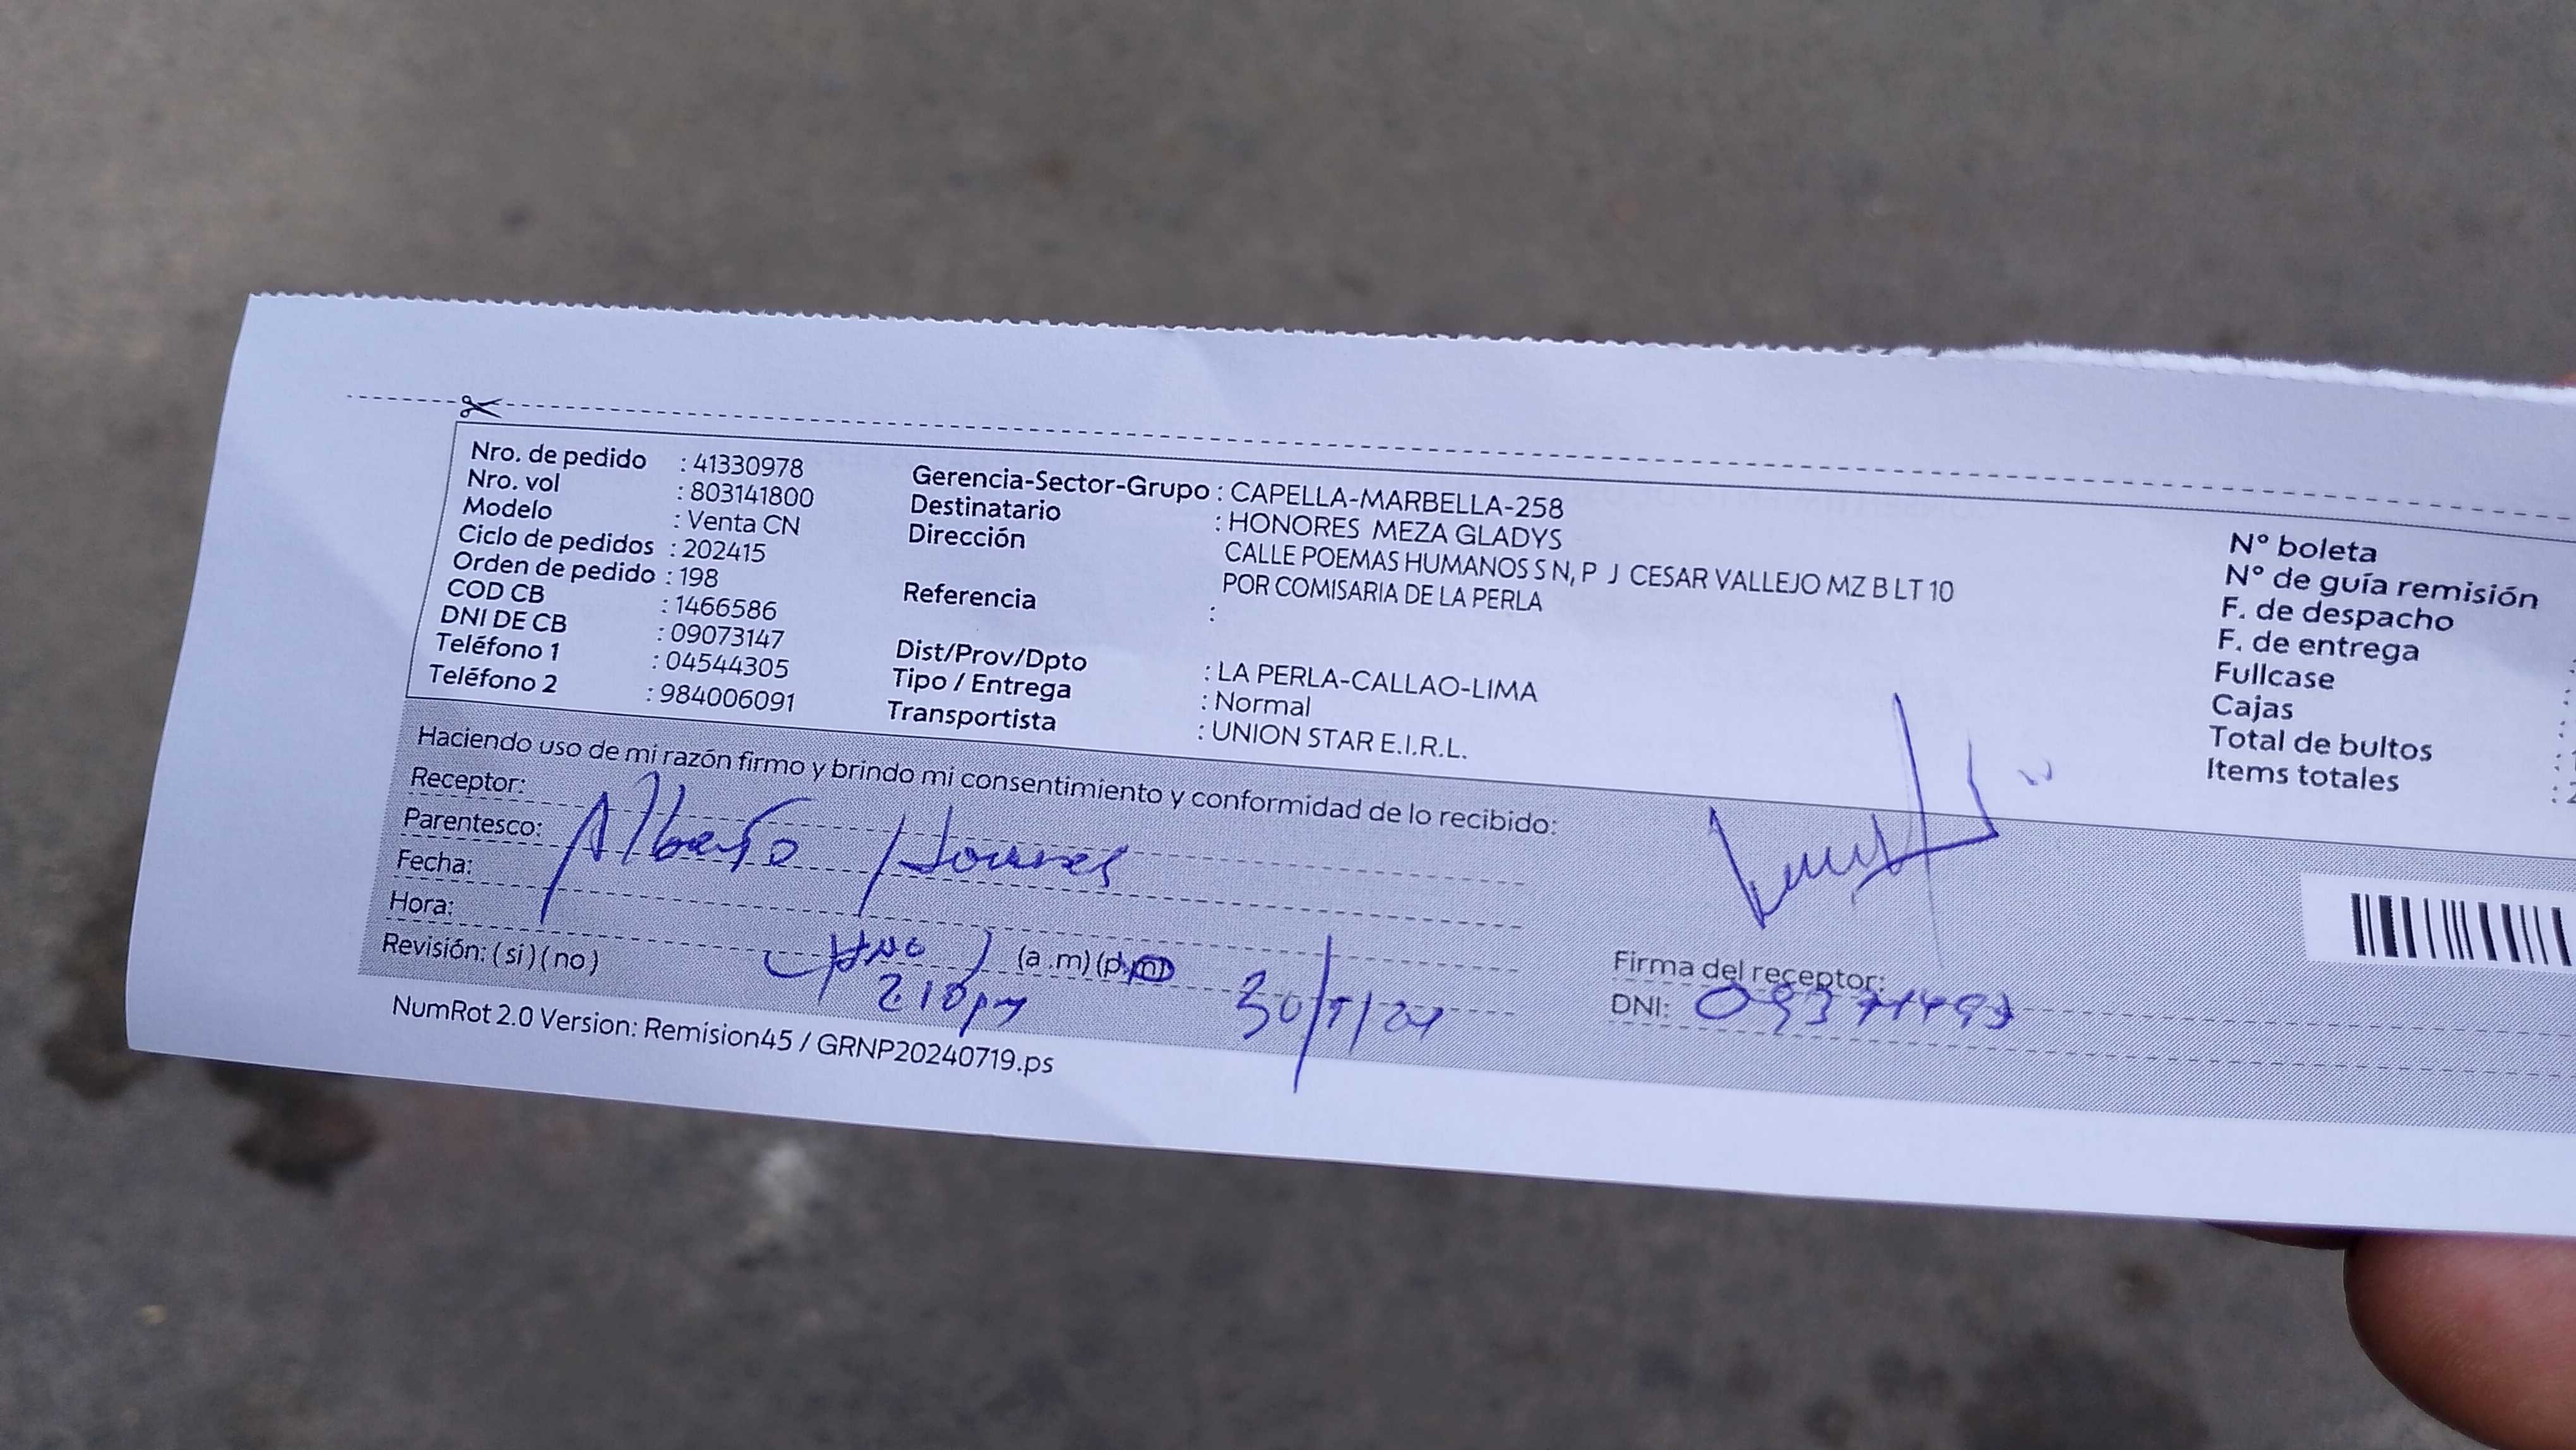 Nro. de pedido : 41330978
Nro. vol : 803141800
Modelo : Venta CN
Ciclo de pedidos : 202415
Orden de pedido : 198
COD CB : 1466586
DNI DE CB : 09073147
Teléfono 1 : 04544305
Teléfono 2 : 984006091
Gerencia-Sector-Grupo : CAPELLA-MARBELLA-258
Destinatario : HONORES MEZA GLADYS
Dirección CALLE POEMAS HUMANOS S N, P J CESAR VALLEJO MZ B LT 10
POR COMISARIA DE LA PERLA
Referencia :
Dist/Prov/Dpto : LA PERLA-CALLAO-LIMA
Tipo / Entrega : Normal
Transportista : UNION STAR E.I.R.L.
N° boleta
N° de guía remisión
F. de despacho
F. de entrega
Fullcase
Cajas
Total de bultos
Items totales
Haciendo uso de mi razón firmo y brindo mi consentimiento y conformidad de lo recibido:
Receptor:
Parentesco: Alberto
Fecha:
Hora: (a .m) (p.m)
Revisión: ( si ) ( no ) 2.10 pm
Firma del receptor:
DNI:
NumRot 2.0 Version: Remision45 / GRNP20240719.ps